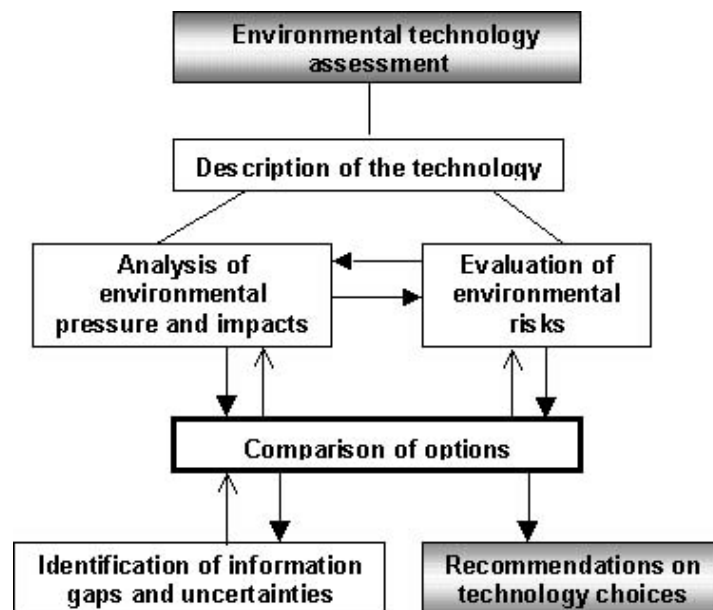 Environmental technology
assessment
Description of the technology
Analysis of
environmental
pressure and impacts
Evaluation of
environmental
risks
Comparison of options
Identification of information
gaps and uncertainties
Recommendations on
technology choices